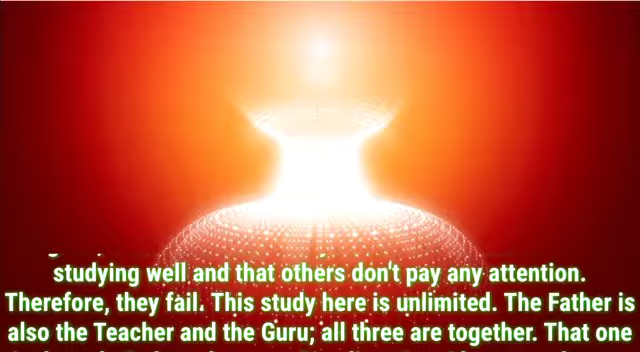 studying well and that others don't pay any attention.
Therefore, they fail. This study here is unlimited. The Father is
also the Teacher and the Guru; all three are together. That one